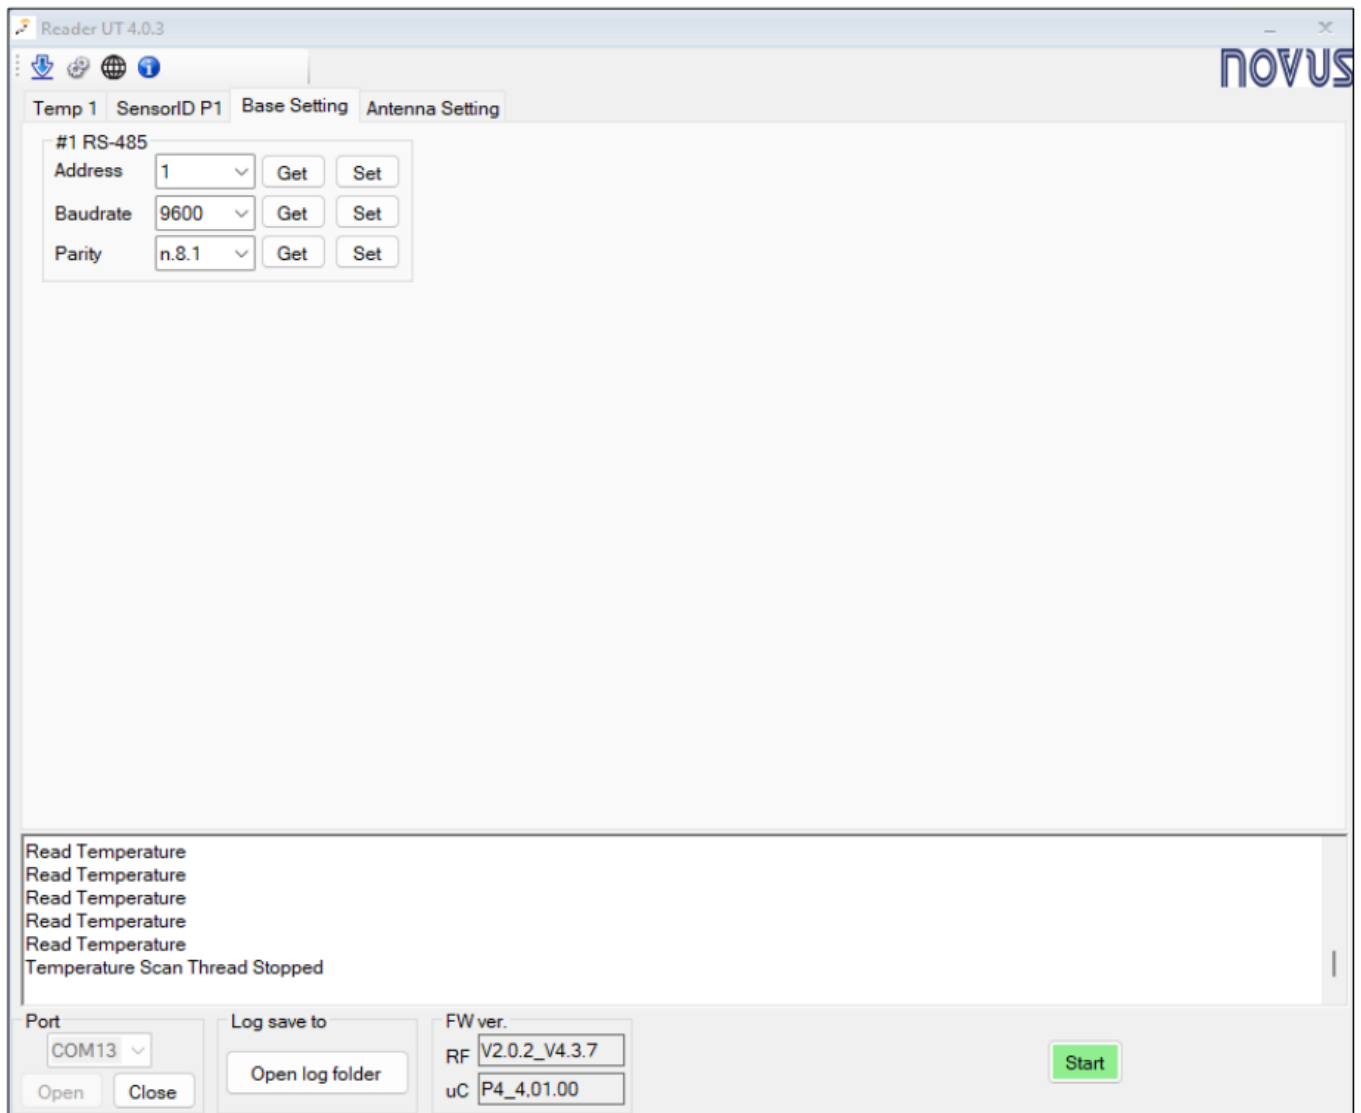 Reader UT 4.0.3
novus
Temp 1 SensorID P1 Base Setting Antenna Setting
#1 RS-485
Address 1 Get Set
Baudrate 9600 Get Set
Parity n.8.1 Get Set
Read Temperature
Read Temperature
Read Temperature
Read Temperature
Read Temperature
Temperature Scan Thread Stopped
Port Log save to FW ver.
COM13 RF V2.0.2_V4.3.7
Open log folder Start
Open Close uC P4_4,01.00